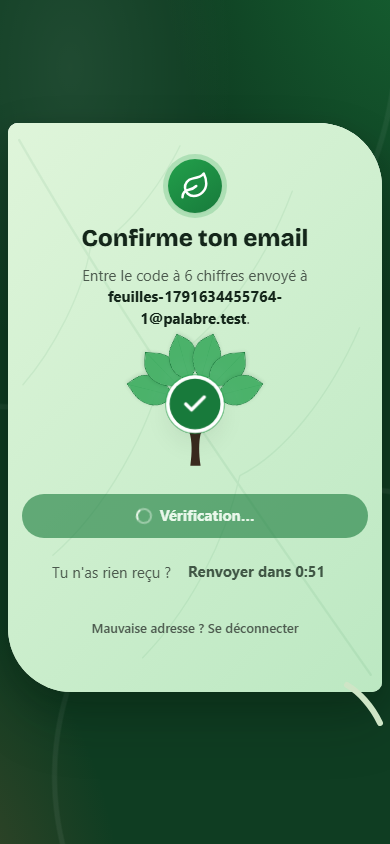 Confirme ton email
Entre le code à 6 chiffres envoyé à
feuilles-1791634455764-
1@palabre.test.
Vérification...
Tu n'as rien reçu ? Renvoyer dans 0:51
Mauvaise adresse ? Se déconnecter